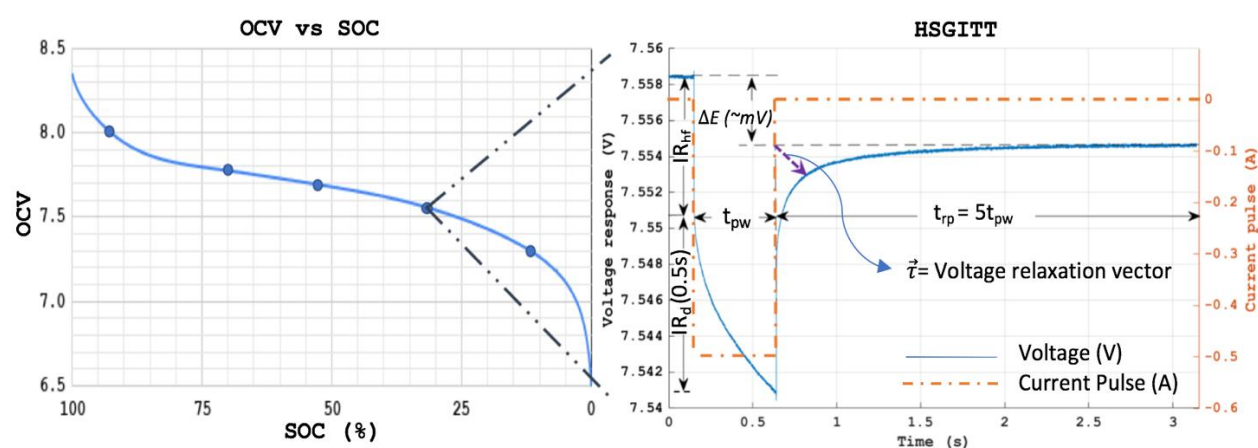 OCV vs SOC
8.5
8.0
7.5
7.0
6.5
OCV
100
75
50
25
0
SOC (%)
HSGITT
7.56
7.558
7.556
7.554
7.552
7.55
7.548
7.546
7.544
7.542
7.54
Voltage response (V)
0
-0.1
-0.2
-0.3
-0.4
-0.5
-0.6
Current pulse (A)
0
0.5
1
1.5
2
2.5
3
Time (s)
ΔE (~mV)
IRhf
IRd (0.5s)
tpw
trp = 5tpw
τ⃗= Voltage relaxation vector
Voltage (V)
Current Pulse (A)